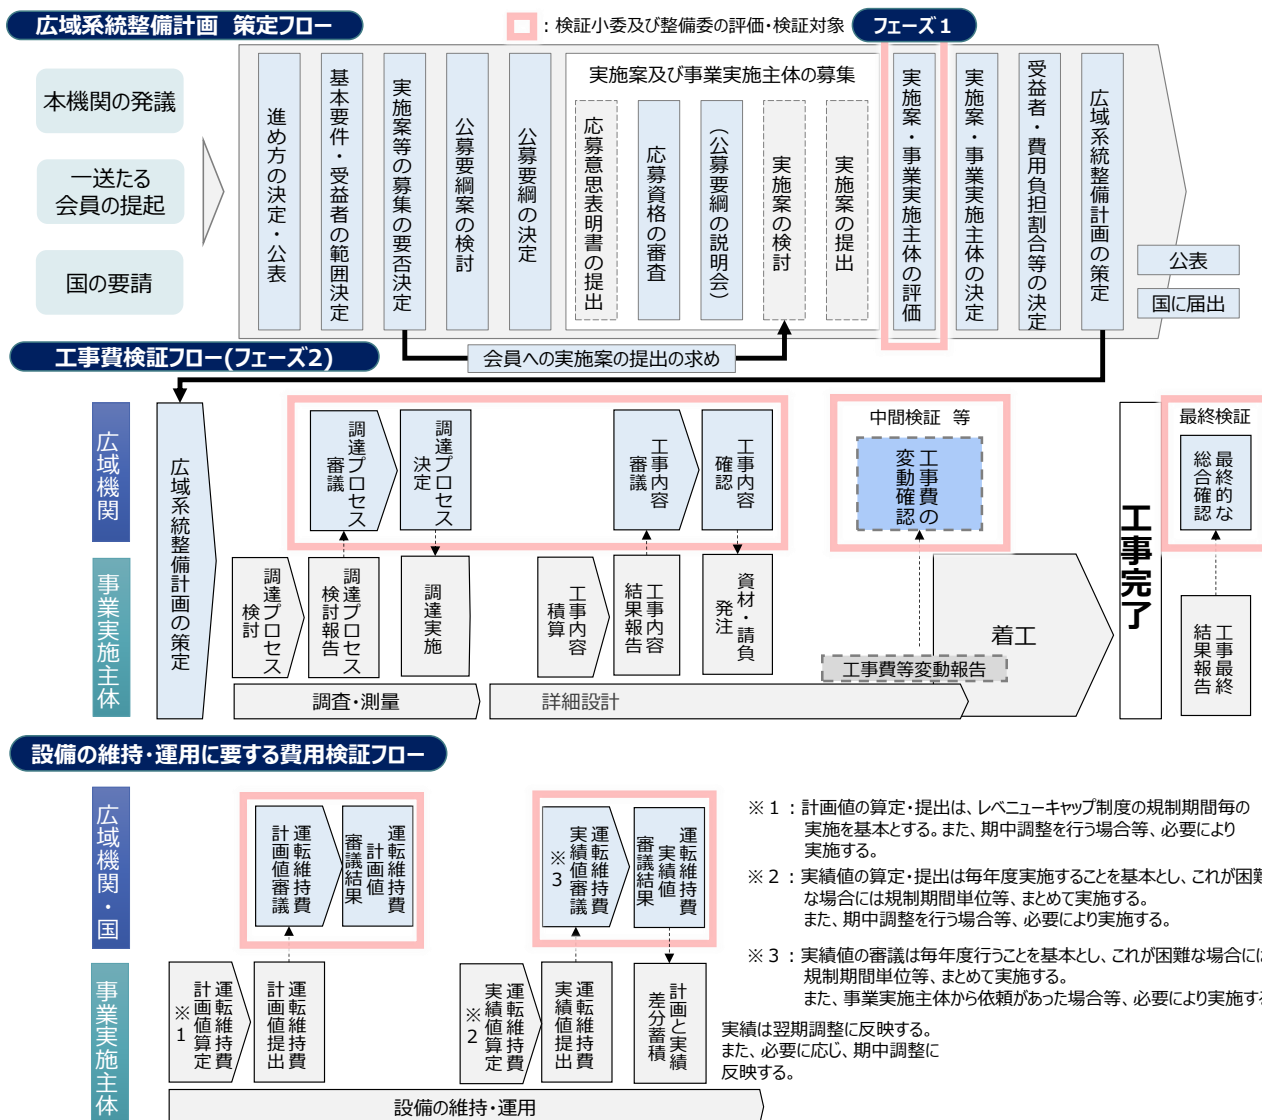 広域系統整備計画 策定フロー
：検証小委及び整備委の評価・検証対象
フェーズ１
本機関の発議
一送たる
会員の提起
国の要請
進め方の決定・公表
基本要件・受益者の範囲決定
実施案等の募集の要否決定
公募要綱案の検討
公募要綱の決定
実施案及び事業実施主体の募集
応募意思表明書の提出
応募資格の審査
（公募要綱の説明会）
実施案の検討
実施案の提出
実施案・事業実施主体の評価
実施案・事業実施主体の決定
受益者・費用負担割合等の決定
広域系統整備計画の策定
公表
国に届出
会員への実施案の提出の求め
工事費検証フロー(フェーズ2)
広域機関
事業実施主体
広域系統整備計画の策定
調達プロセス
審議
調達プロセス
決定
工事内容
審議
工事内容
確認
中間検証 等
工事費の
変動確認
最終検証
最終的な
総合確認
調達プロセス
検討
調達プロセス
検討報告
調達実施
工事内容
積算
工事内容
結果報告
資材・請負
発注
工事費等変動報告
着工
工事完了
工事最終
結果報告
調査・測量
詳細設計
設備の維持・運用に要する費用検証フロー
広域機関・国
事業実施主体
運転維持費
計画値審議
運転維持費
計画値
審議結果
運転維持費
実績値審議
※3
運転維持費
実績値
審議結果
運転維持費
計画値算定
※1
運転維持費
計画値提出
運転維持費
実績値算定
※2
運転維持費
実績値提出
計画と実績
差分蓄積
設備の維持・運用
※１：計画値の算定・提出は、レベニューキャップ制度の規制期間毎の
実施を基本とする。また、期中調整を行う場合等、必要により
実施する。
※２：実績値の算定・提出は毎年度実施することを基本とし、これが困難
な場合には規制期間単位等、まとめて実施する。
また、期中調整を行う場合等、必要により実施する。
※３：実績値の審議は毎年度行うことを基本とし、これが困難な場合には
規制期間単位等、まとめて実施する。
また、事業実施主体から依頼があった場合等、必要により実施する
実績は翌期調整に反映する。
また、必要に応じ、期中調整に
反映する。